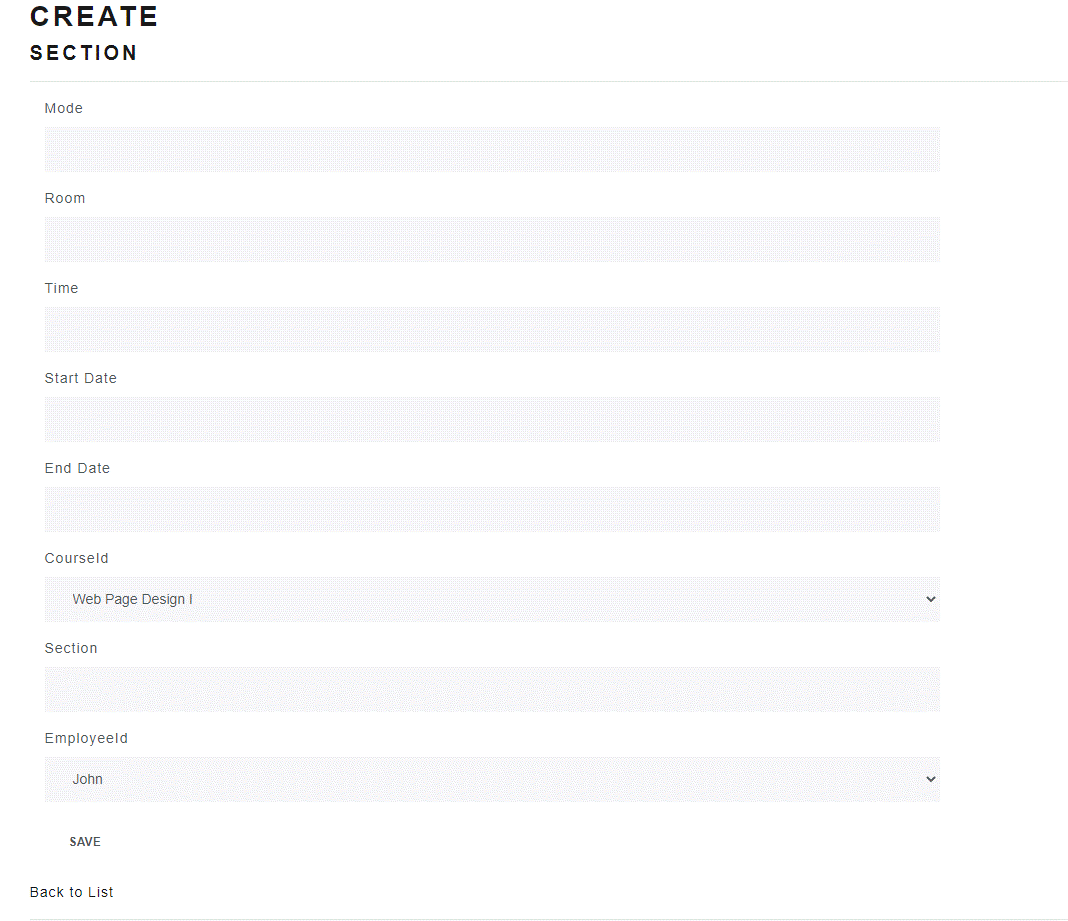 CREATE
SECTION
Mode
Room
Time
Start Date
End Date
CourseId
Web Page Design I
Section
EmployeeId
John
SAVE
Back to List